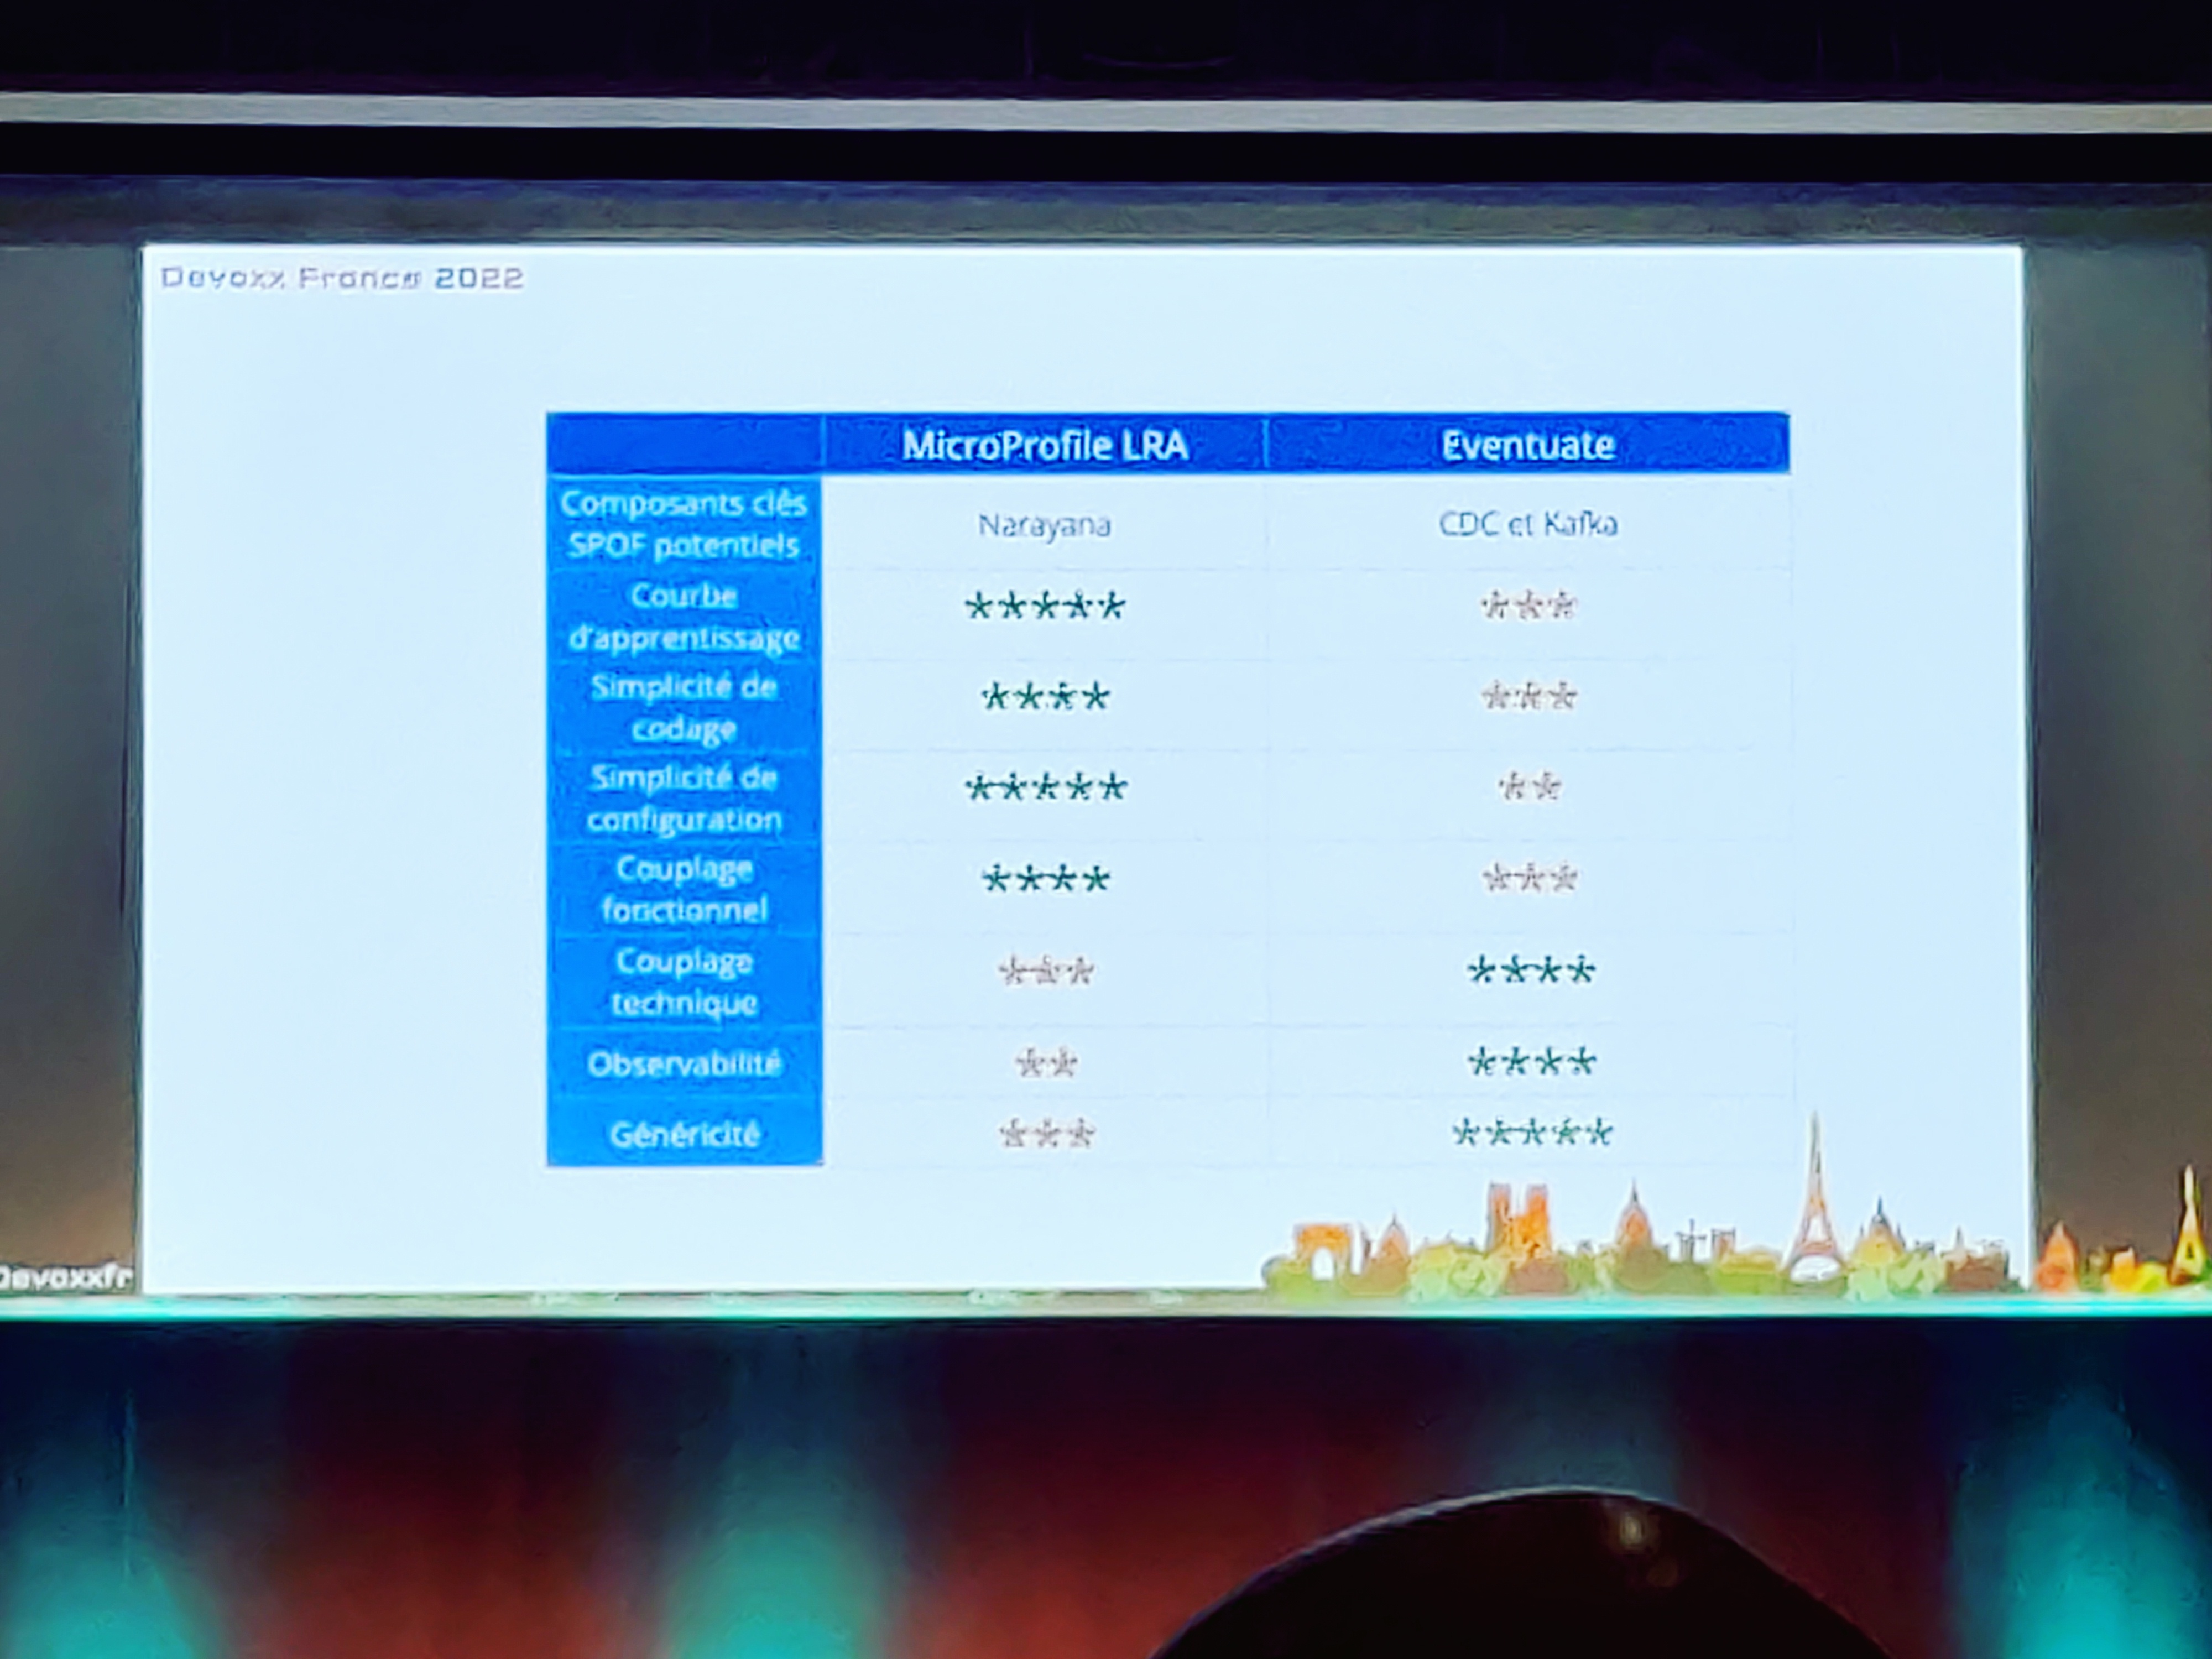 Devoxx France 2022
MicroProfile LRA Eventuate
Composants clés
SPOF potentiels
Narayana CDC et Kafka
Courbe
d'apprentissage
***** ***
Simplicité de
codage
**** ***
Simplicité de
configuration
***** **
Couplage
fonctionnel
**** ***
Couplage
technique
*** ****
Observabilité ** ****
Généricité *** *****
Devoxxfr